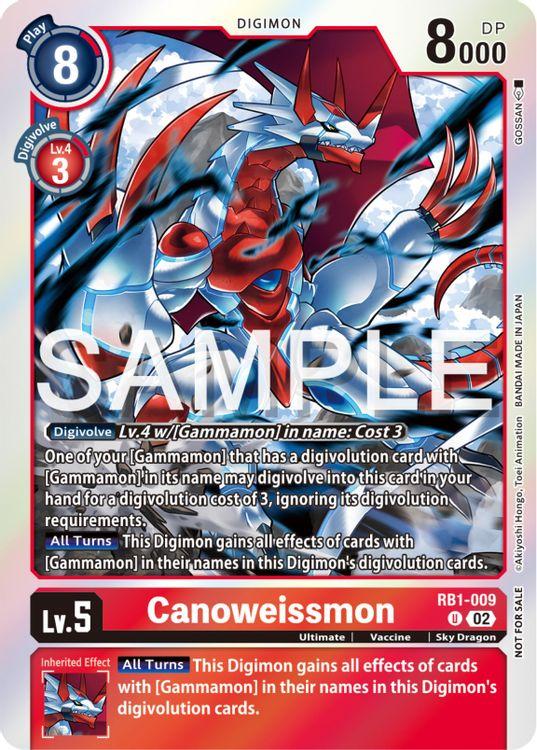 Play
8
DIGIMON
8000 DP
Digivolve
Lv.4
3
GOSSAN
SAMPLE
Digivolve Lv.4 w/[Gammamon] in name: Cost 3
One of your [Gammamon] that has a digivolution card with
[Gammamon] in its name may digivolve into this card in your
hand for a digivolution cost of 3, ignoring its digivolution
requirements.
All Turns This Digimon gains all effects of cards with
[Gammamon] in their names in this Digimon's digivolution cards.
©Akiyoshi Hongo, Toei Animation BANDAI MADE IN JAPAN
NOT FOR SALE
Lv.5
Canoweissmon
RB1-009
U 02
Ultimate | Vaccine | Sky Dragon
Inherited Effect
All Turns This Digimon gains all effects of cards
with [Gammamon] in their names in this Digimon's
digivolution cards.